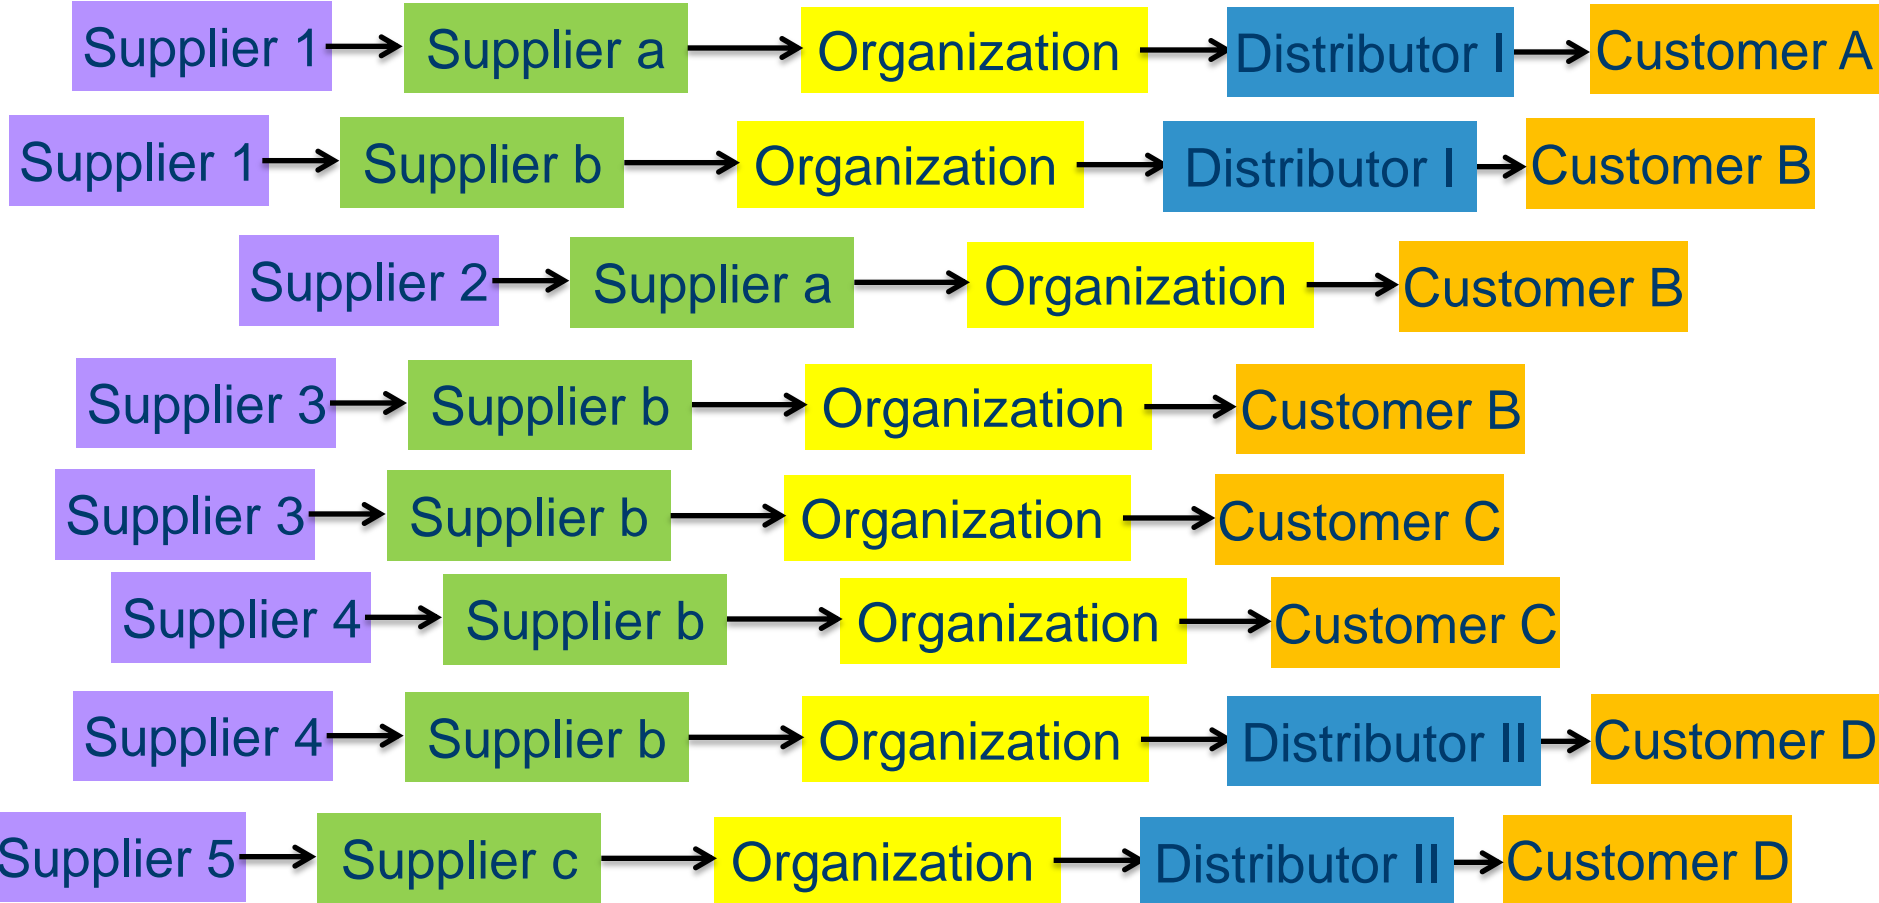 Supplier 1 Supplier a Organization Distributor I Customer A
Supplier 1 Supplier b Organization Distributor I Customer B
Supplier 2 Supplier a Organization Customer B
Supplier 3 Supplier b Organization Customer B
Supplier 3 Supplier b Organization Customer C
Supplier 4 Supplier b Organization Customer C
Supplier 4 Supplier b Organization Distributor II Customer D
Supplier 5 Supplier c Organization Distributor II Customer D